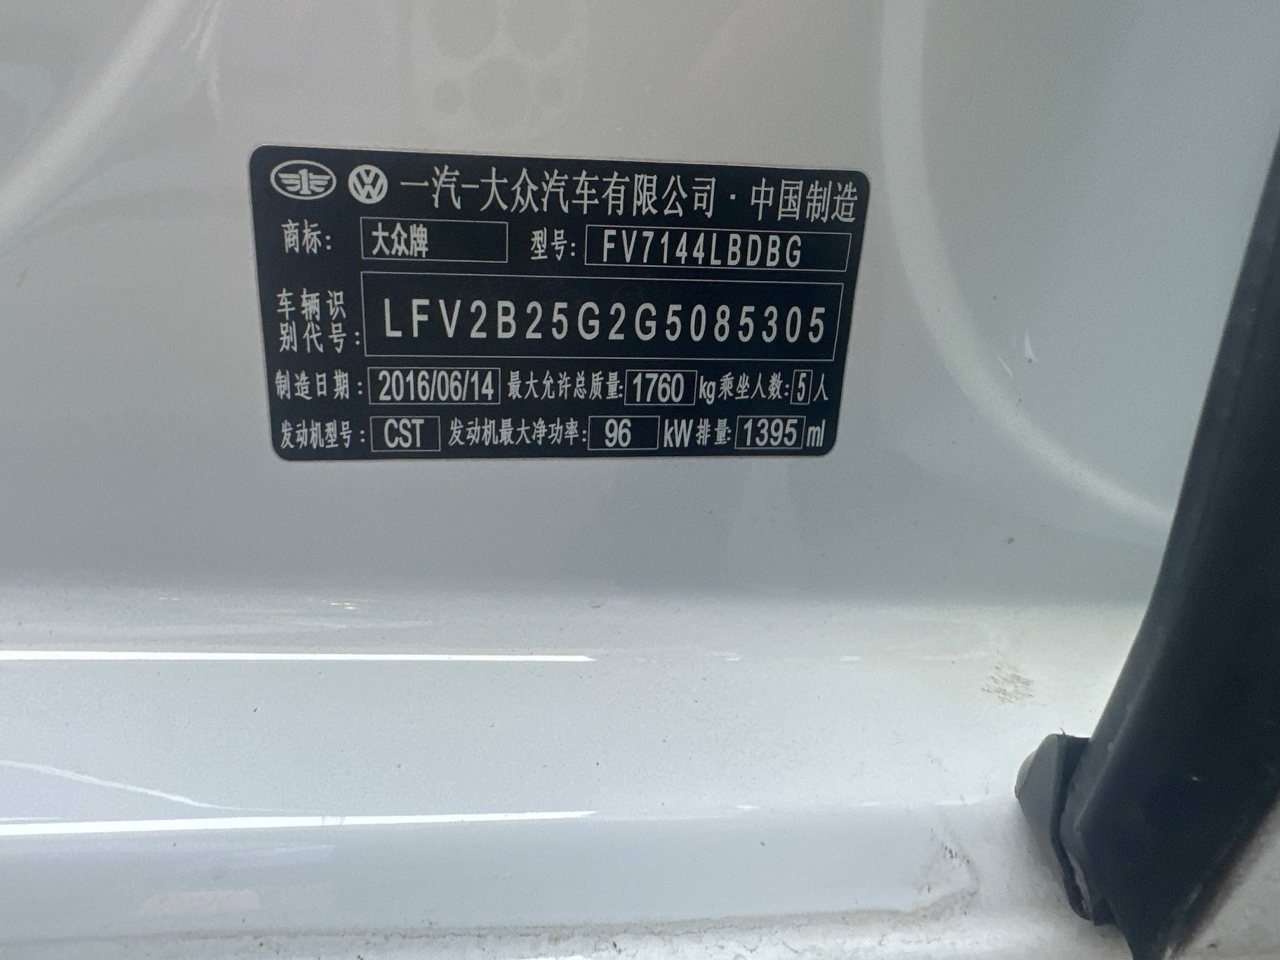 一汽-大众汽车有限公司·中国制造
商标: 大众牌 型号: FV7144LBDBG
车辆识
别代号: LFV2B25G2G5085305
制造日期: 2016/06/14 最大允许总质量: 1760 kg 乘坐人数: 5 人
发动机型号: CST 发动机最大净功率: 96 kW 排量: 1395 ml